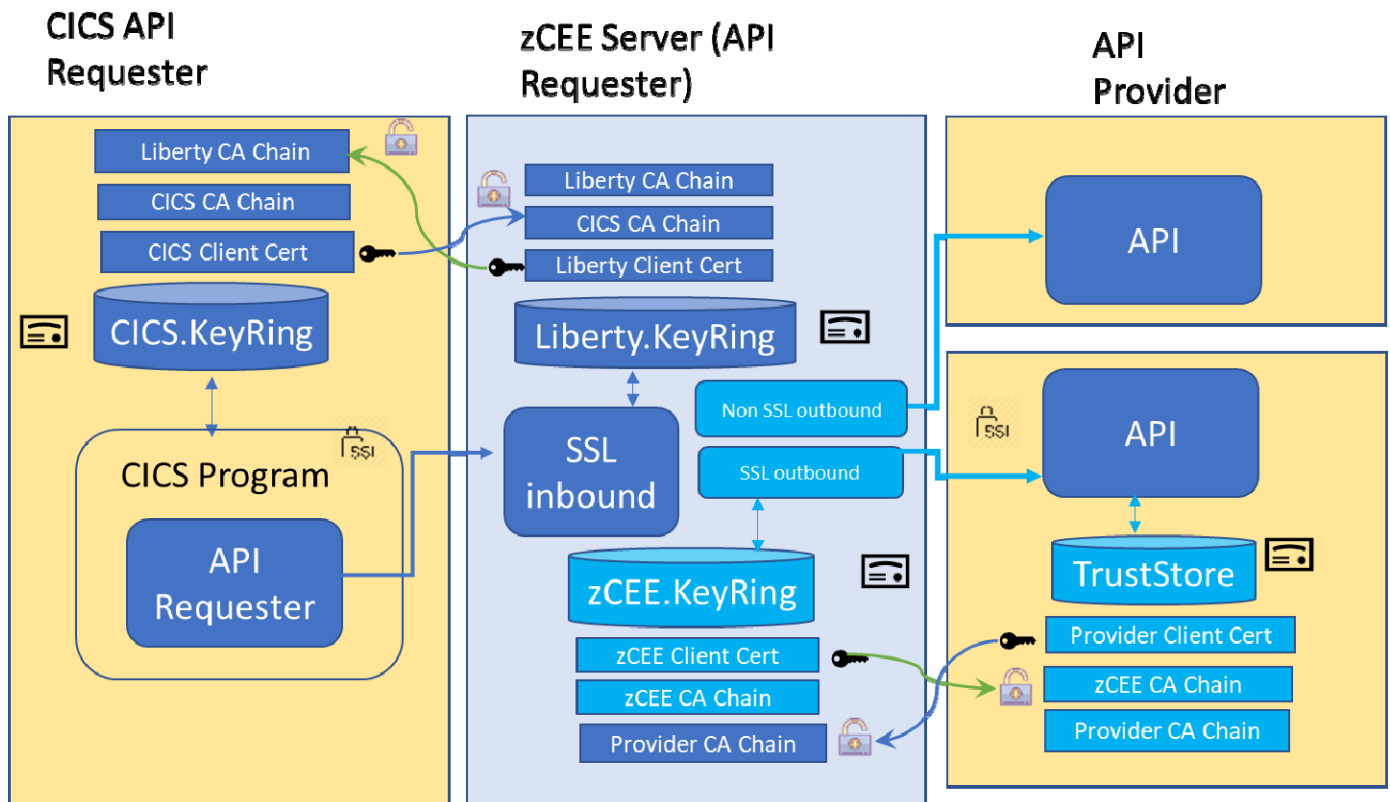 CICS API
Requester
zCEE Server (API
Requester)
API
Provider
Liberty CA Chain
CICS CA Chain
CICS Client Cert
CICS.KeyRing
SSI
CICS Program
API
Requester
Liberty CA Chain
CICS CA Chain
Liberty Client Cert
Liberty.KeyRing
SSL
inbound
Non SSL outbound
SSL outbound
zCEE.KeyRing
zCEE Client Cert
zCEE CA Chain
Provider CA Chain
API
SSI
API
TrustStore
Provider Client Cert
zCEE CA Chain
Provider CA Chain